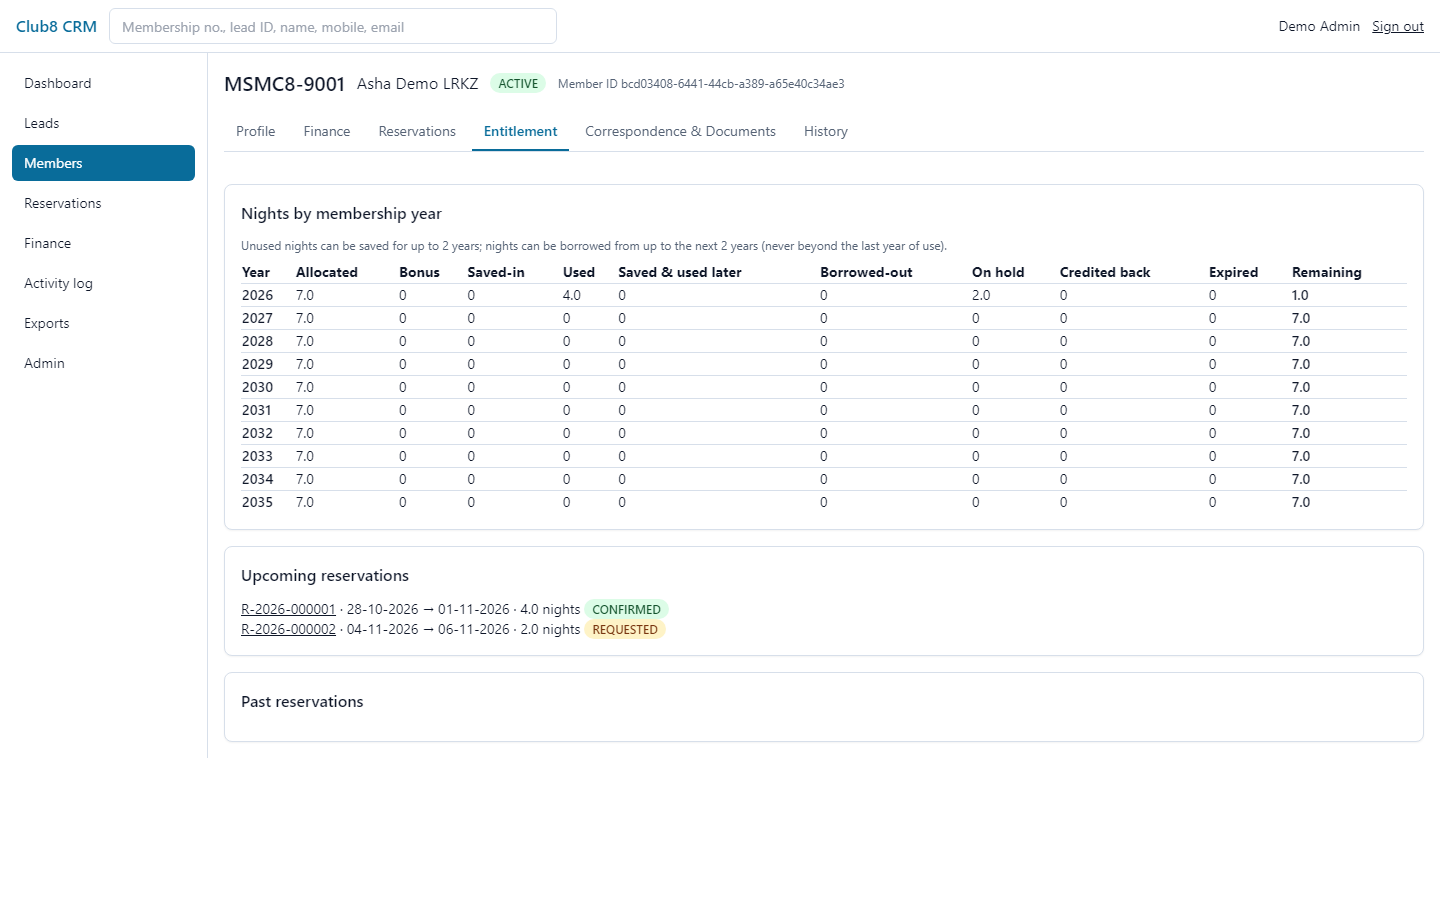 Club8 CRM
Membership no., lead ID, name, mobile, email
Demo Admin Sign out
Dashboard
Leads
Members
Reservations
Finance
Activity log
Exports
Admin
MSMC8-9001 Asha Demo LRKZ ACTIVE Member ID bcd03408-6441-44cb-a389-a65e40c34ae3
Profile Finance Reservations Entitlement Correspondence & Documents History
Nights by membership year
Unused nights can be saved for up to 2 years; nights can be borrowed from up to the next 2 years (never beyond the last year of use).
Year Allocated Bonus Saved-in Used Saved & used later Borrowed-out On hold Credited back Expired Remaining
2026 7.0 0 0 4.0 0 0 2.0 0 0 1.0
2027 7.0 0 0 0 0 0 0 0 0 7.0
2028 7.0 0 0 0 0 0 0 0 0 7.0
2029 7.0 0 0 0 0 0 0 0 0 7.0
2030 7.0 0 0 0 0 0 0 0 0 7.0
2031 7.0 0 0 0 0 0 0 0 0 7.0
2032 7.0 0 0 0 0 0 0 0 0 7.0
2033 7.0 0 0 0 0 0 0 0 0 7.0
2034 7.0 0 0 0 0 0 0 0 0 7.0
2035 7.0 0 0 0 0 0 0 0 0 7.0
Upcoming reservations
R-2026-000001 · 28-10-2026 → 01-11-2026 · 4.0 nights CONFIRMED
R-2026-000002 · 04-11-2026 → 06-11-2026 · 2.0 nights REQUESTED
Past reservations